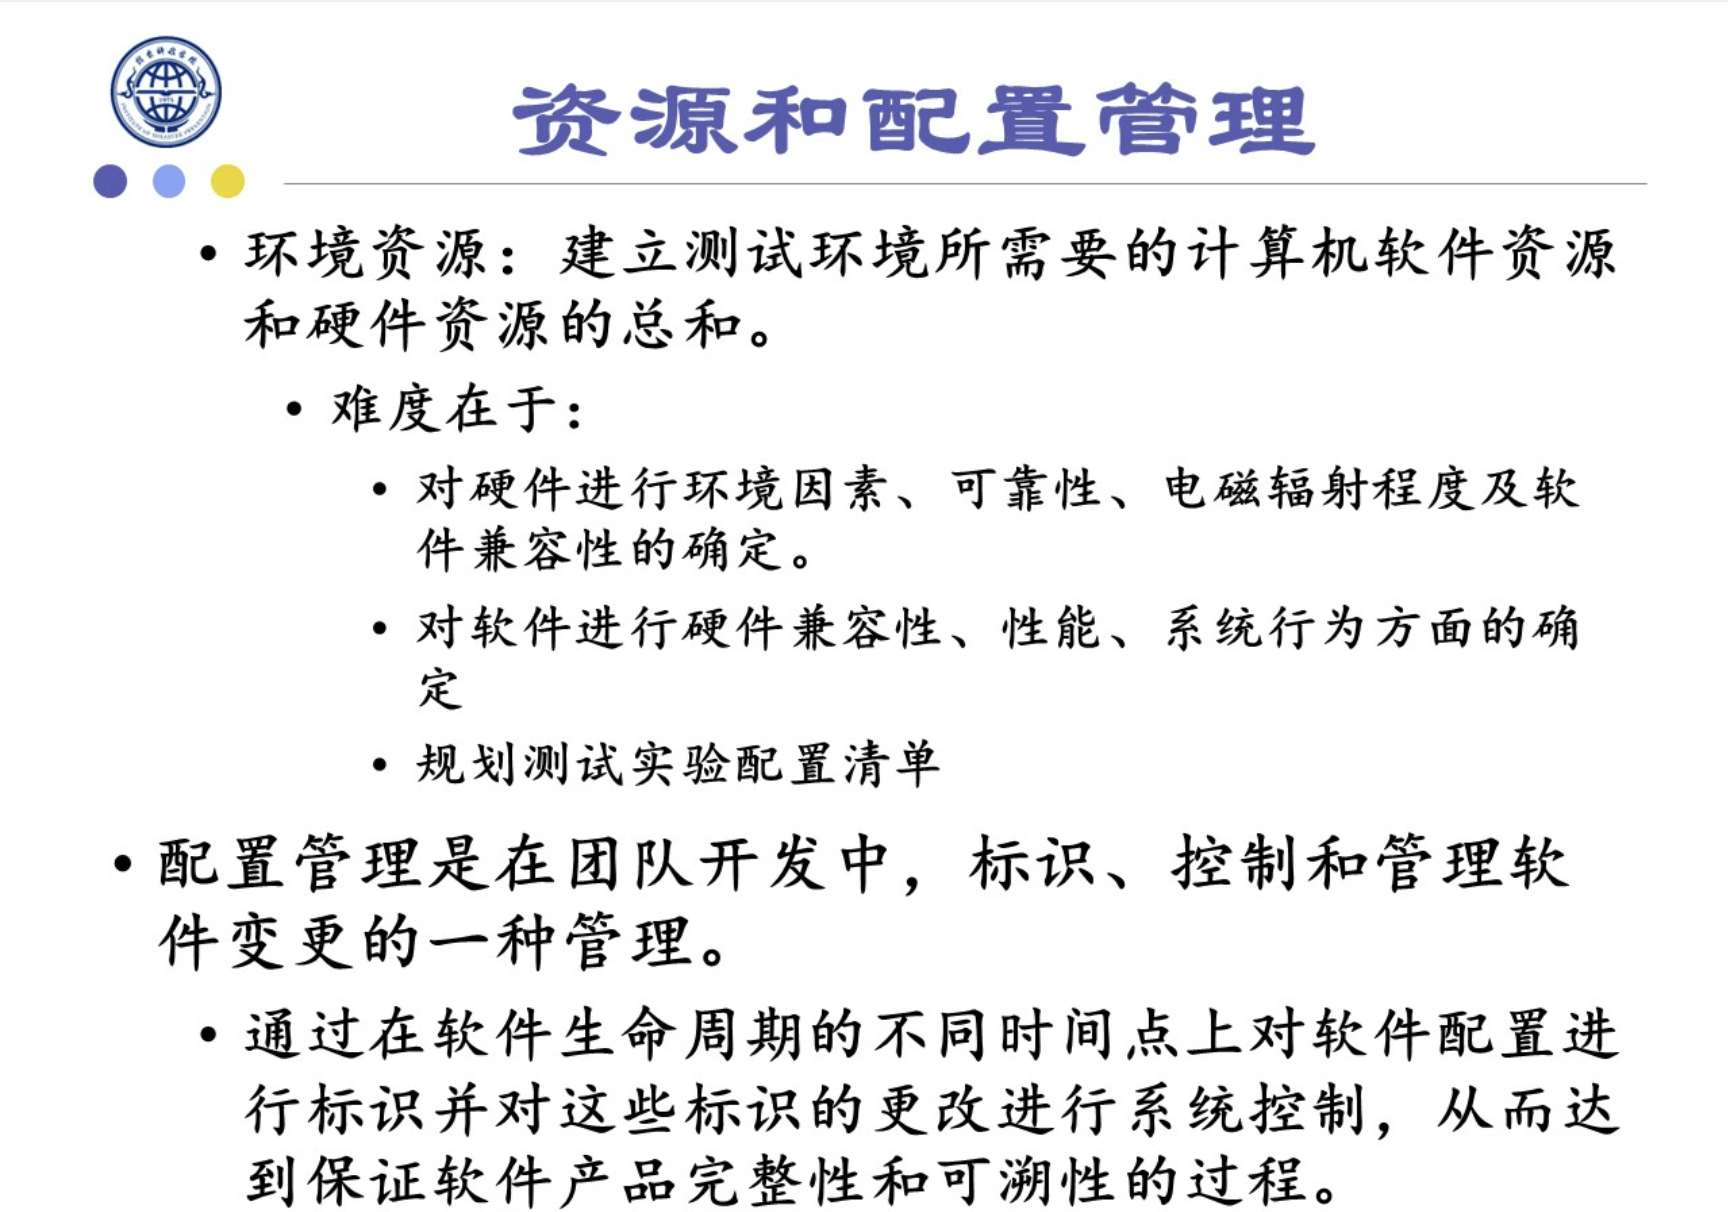 资源和配置管理
• 环境资源：建立测试环境所需要的计算机软件资源
和硬件资源的总和。
• 难度在于：
• 对硬件进行环境因素、可靠性、电磁辐射程度及软
件兼容性的确定。
• 对软件进行硬件兼容性、性能、系统行为方面的确
定
• 规划测试实验配置清单
• 配置管理是在团队开发中，标识、控制和管理软
件变更的一种管理。
• 通过在软件生命周期的不同时间点上对软件配置进
行标识并对这些标识的更改进行系统控制，从而达
到保证软件产品完整性和可溯性的过程。